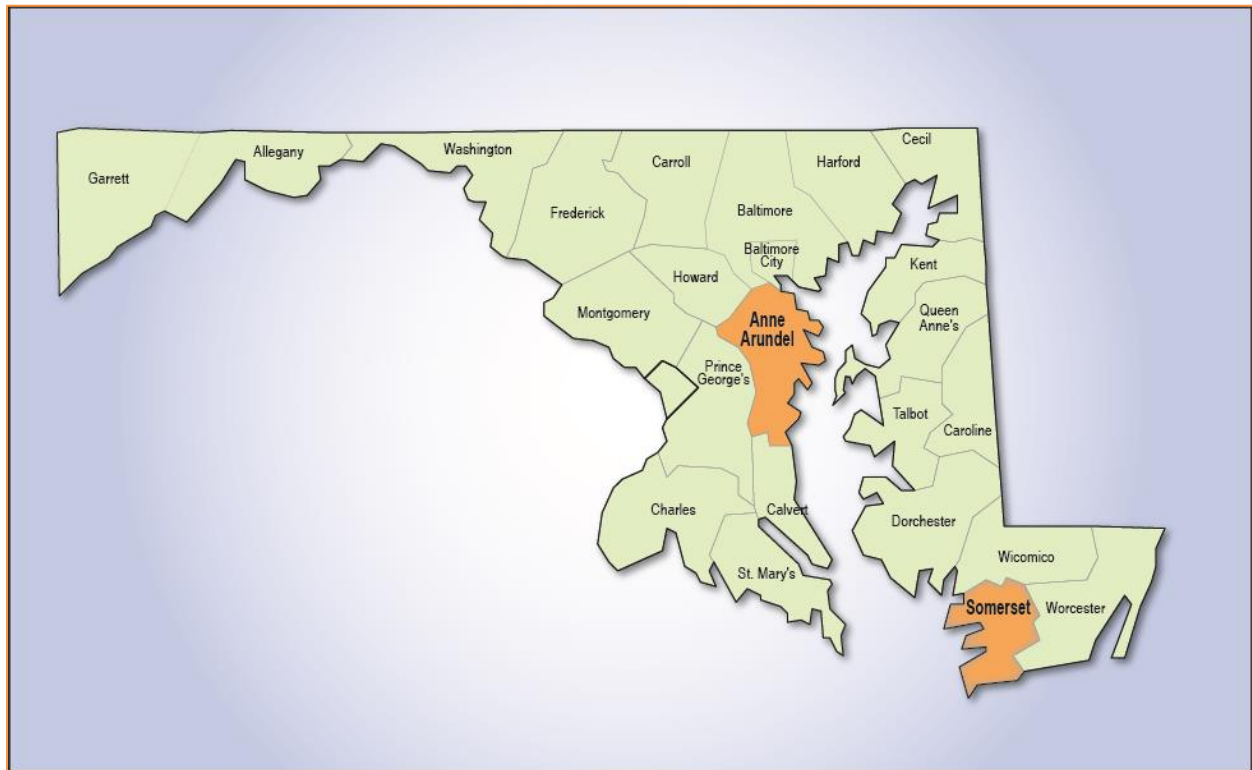 Cecil
Allegany
Washington
Carroll
Harford
Garrett
Frederick
Baltimore
Baltimore
City
Kent
Howard
Montgomery
Anne
Arundel
Queen
Anne's
Prince
George's
Talbot
Caroline
Charles
Calvert
Dorchester
Wicomico
St. Mary's
Somerset
Worcester